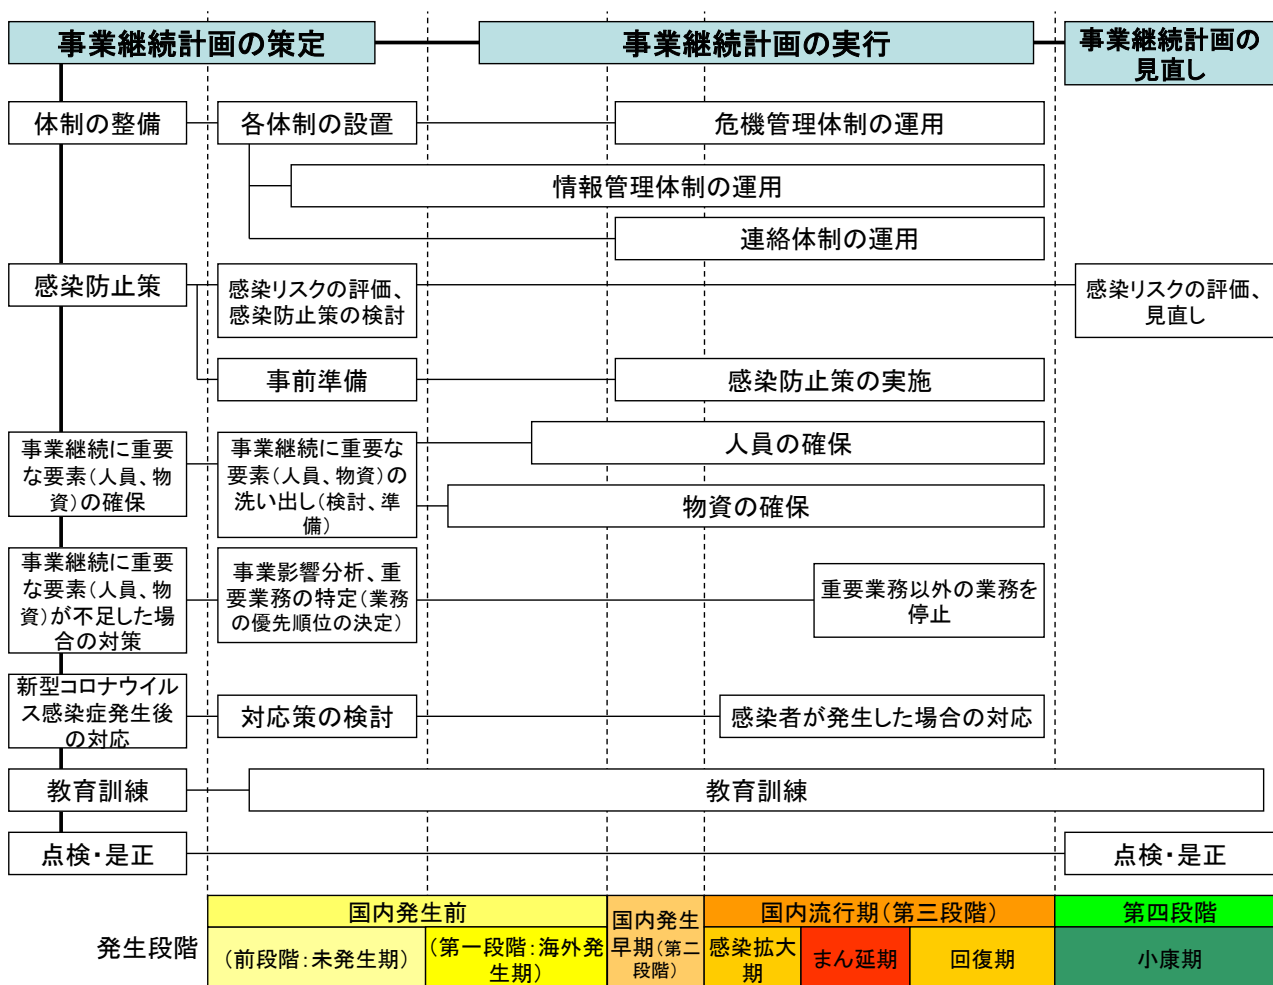 事業継続計画の策定
事業継続計画の実行
事業継続計画の
見直し
体制の整備
各体制の設置
危機管理体制の運用
情報管理体制の運用
連絡体制の運用
感染防止策
感染リスクの評価、
感染防止策の検討
感染リスクの評価、
見直し
事前準備
感染防止策の実施
事業継続に重要
な要素(人員、物
資)の確保
事業継続に重要な
要素(人員、物資)の
洗い出し(検討、準
備)
人員の確保
物資の確保
事業継続に重要
な要素(人員、物
資)が不足した場
合の対策
事業影響分析、重
要業務の特定(業務
の優先順位の決定)
重要業務以外の業務を
停止
新型コロナウイル
ス感染症発生後
の対応
対応策の検討
感染者が発生した場合の対応
教育訓練
教育訓練
点検・是正
点検・是正
発生段階
国内発生前
(前段階:未発生期)
(第一段階:海外発
生期)
国内発生
早期(第二
段階)
国内流行期(第三段階)
感染拡大
期
まん延期
回復期
第四段階
小康期